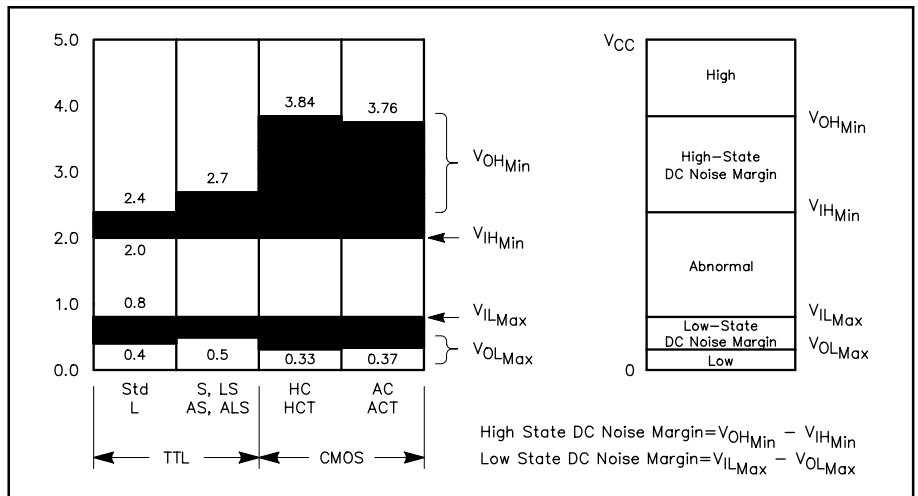 5.0
4.0
3.0
2.0
1.0
0.0
3.84
3.76
2.7
2.4
2.0
0.8
0.4
0.5
0.33
0.37
VOHMin
VIHMin
VILMax
VOLMax
Std
L
S, LS
AS, ALS
HC
HCT
AC
ACT
TTL
CMOS
VCC
0
High
High–State
DC Noise Margin
Abnormal
Low–State
DC Noise Margin
Low
VOHMin
VIHMin
VILMax
VOLMax
High State DC Noise Margin=VOHMin – VIHMin
Low State DC Noise Margin=VILMax – VOLMax